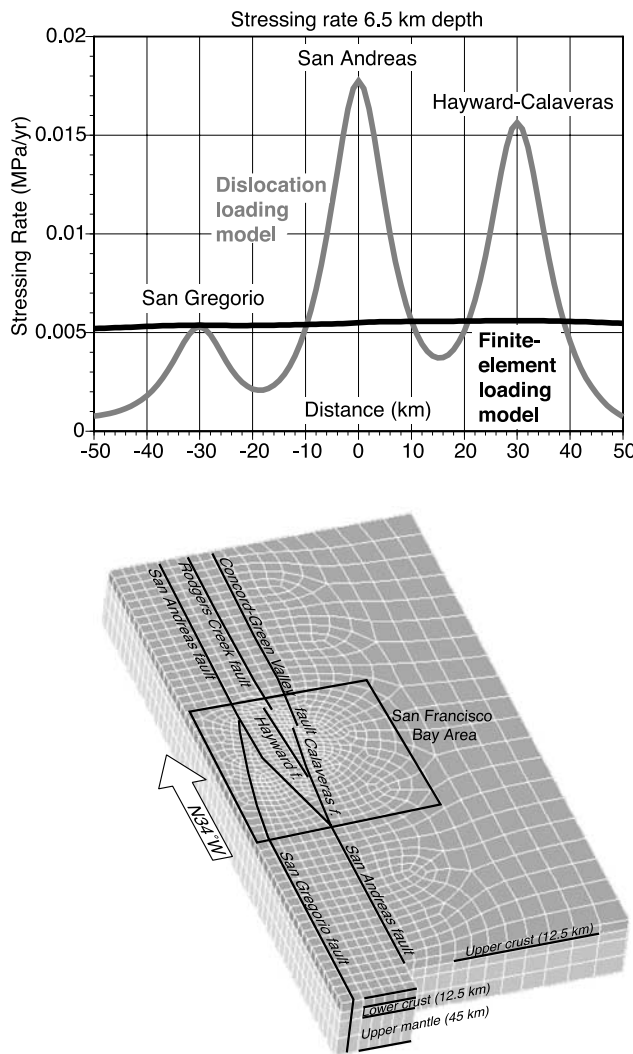 Stressing rate 6.5 km depth
0.02
San Andreas
Hayward-Calaveras
0.015
Dislocation
loading
model
Stressing Rate (MPa/yr)
0.01
San Gregorio
0.005
Finite-
element
loading
model
Distance (km)
0
-50 -40 -30 -20 -10 0 10 20 30 40 50
San Andreas fault
Rodgers Creek fault
Concord-Green Valley
fault
Hayward f.
Calaveras f
San Francisco
Bay Area
N34°W
San Gregorio fault
San Andreas fault
Upper crust (12.5 km)
Lower crust (12.5 km)
Upper mantle (45 km)